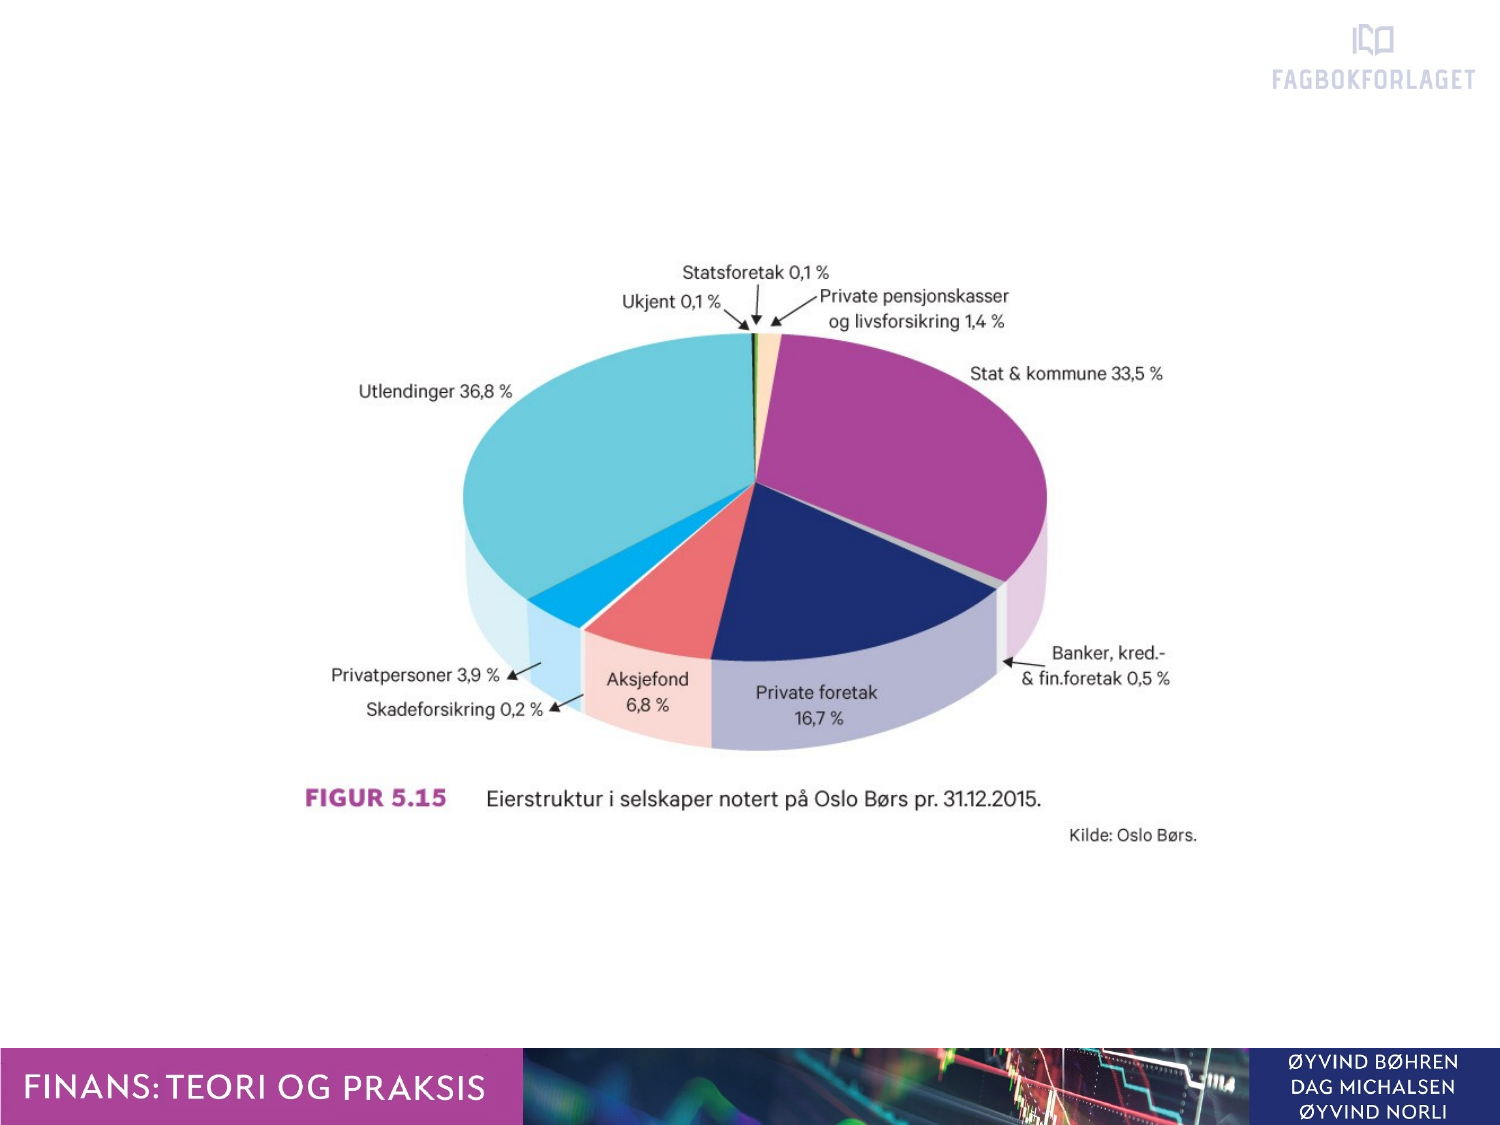 FAGBOKFORLAGET
Statsforetak 0,1 %
Ukjent 0,1 %
Private pensjonskasser
og livsforsikring 1,4 %
Stat & kommune 33,5 %
Utlendinger 36,8 %
Banker, kred.-
& fin.foretak 0,5 %
Privatpersoner 3,9 %
Aksjefond
6,8 %
Private foretak
16,7 %
Skadeforsikring 0,2 %
FIGUR 5.15 Eierstruktur i selskaper notert på Oslo Børs pr. 31.12.2015.
Kilde: Oslo Børs.
FINANS: TEORI OG PRAKSIS
ØYVIND BØHREN
DAG MICHALSEN
ØYVIND NORLI